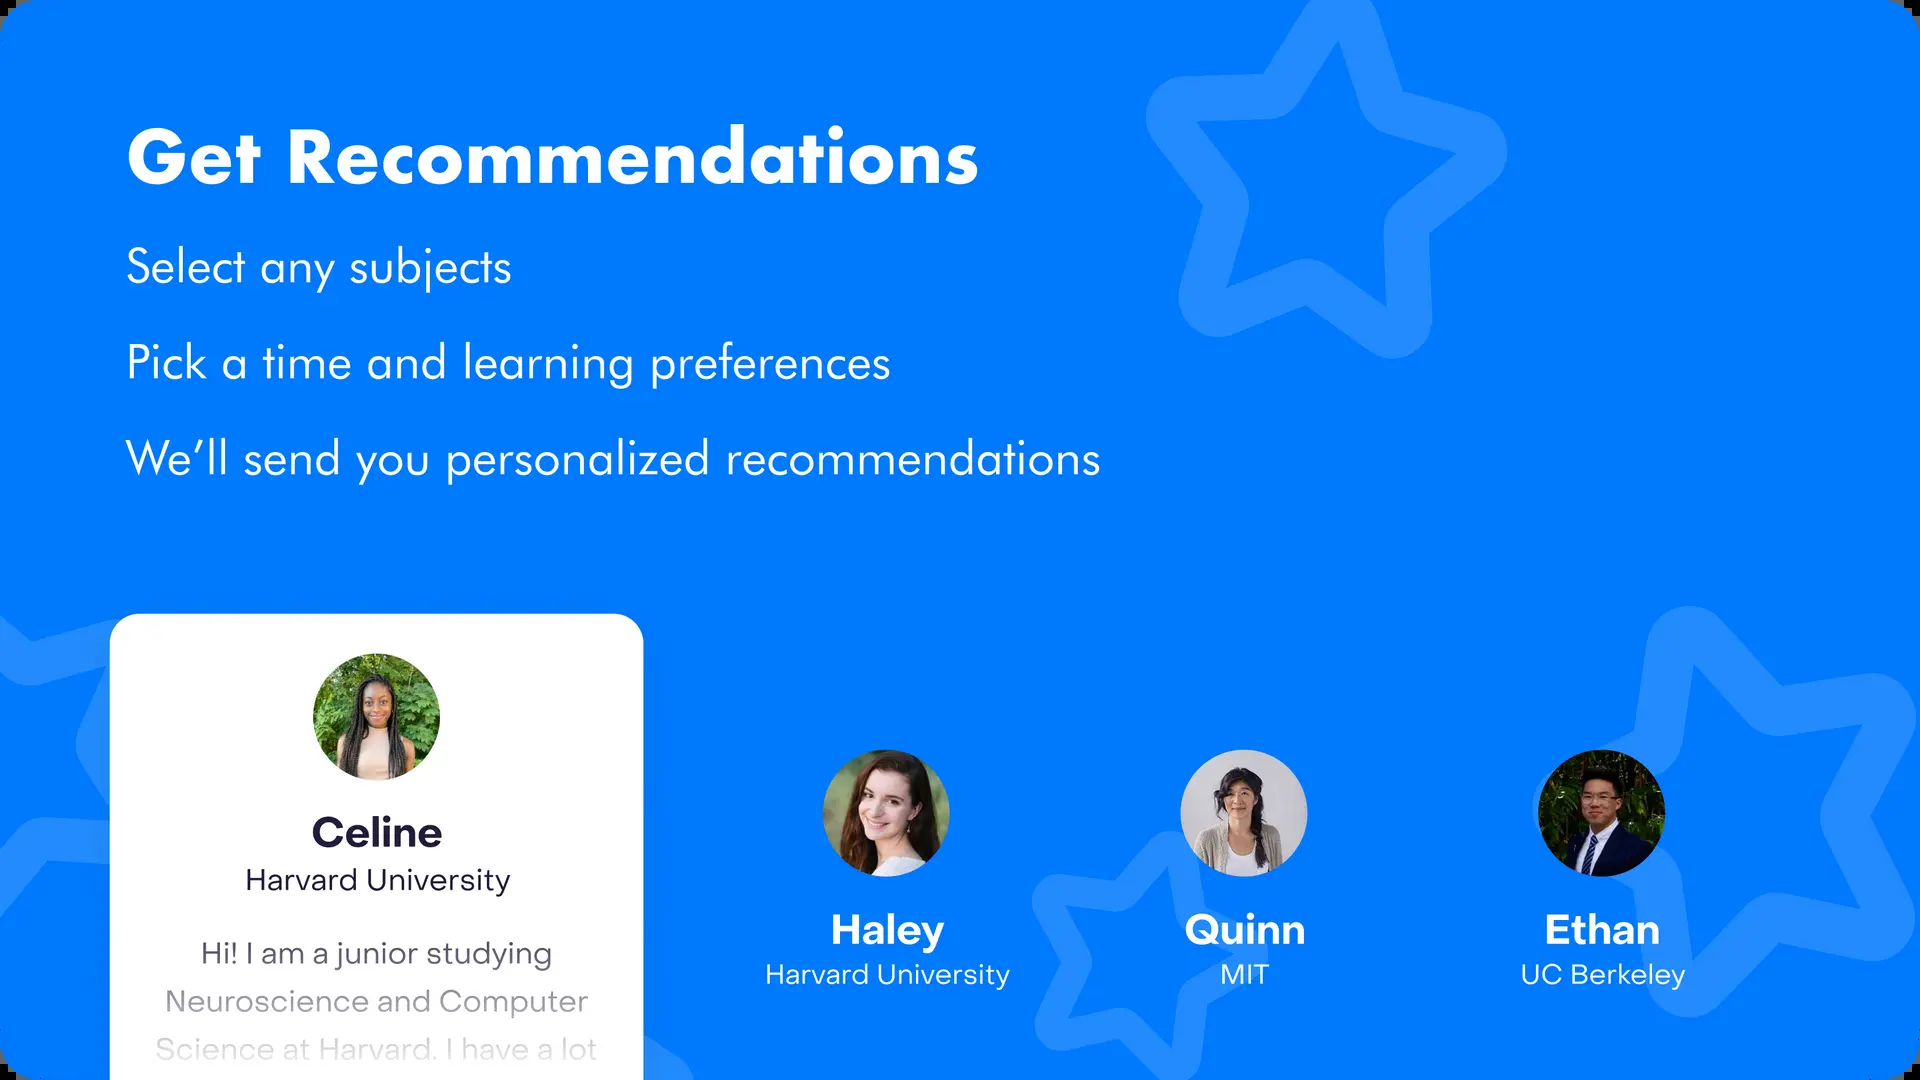 Get Recommendations
Select any subjects
Pick a time and learning preferences
We’ll send you personalized recommendations
Celine
Harvard University
Hi! I am a junior studying
Neuroscience and Computer
Science at Harvard. I have a lot
Haley
Harvard University
Quinn
MIT
Ethan
UC Berkeley